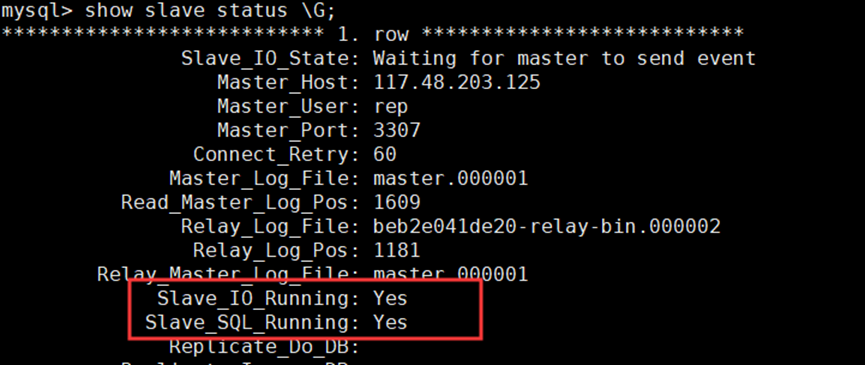 mysql> show slave status \G;
*************************** 1. row ***************************
Slave_IO_State: Waiting for master to send event
Master_Host: 117.48.203.125
Master_User: rep
Master_Port: 3307
Connect_Retry: 60
Master_Log_File: master.000001
Read_Master_Log_Pos: 1609
Relay_Log_File: beb2e041de20-relay-bin.000002
Relay_Log_Pos: 1181
Relay_Master_Log_File: master.000001
Slave_IO_Running: Yes
Slave_SQL_Running: Yes
Replicate_Do_DB: